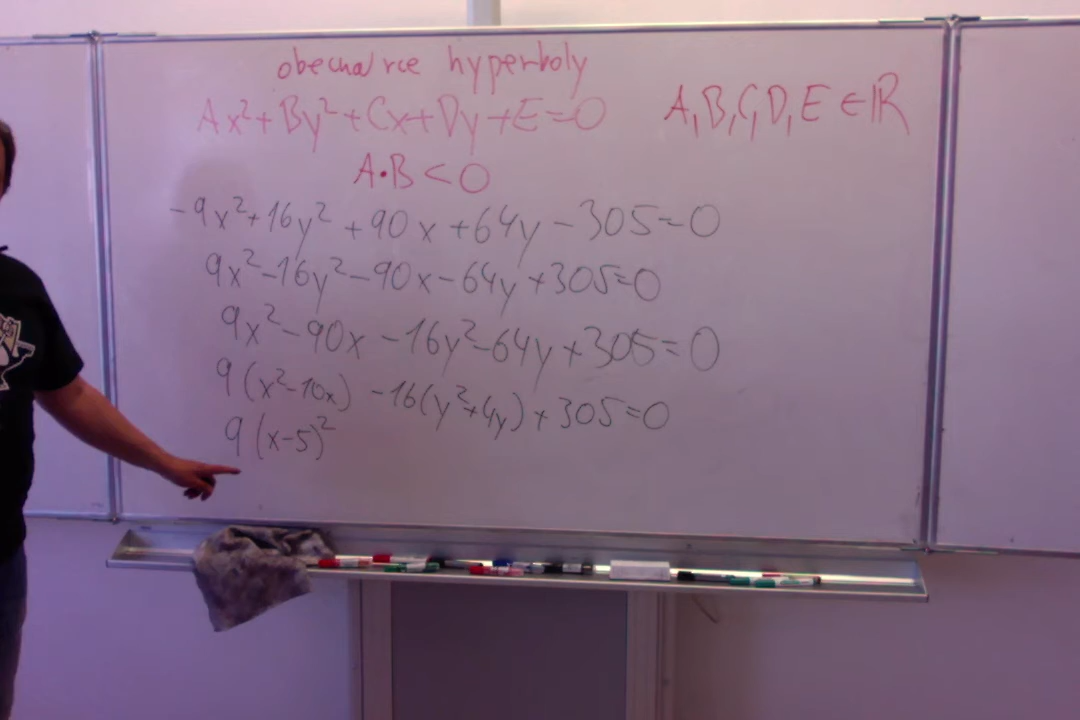 obecná rce hyperboly
Ax²+By²+Cx+Dy+E=0 A,B,C,D,E∈ℝ
A·B<0
-9x²+16y²+90x+64y-305=0
9x²-16y²-90x-64y+305=0
9x²-90x-16y²-64y+305=0
9(x²-10x)-16(y²+4y)+305=0
9(x-5)²